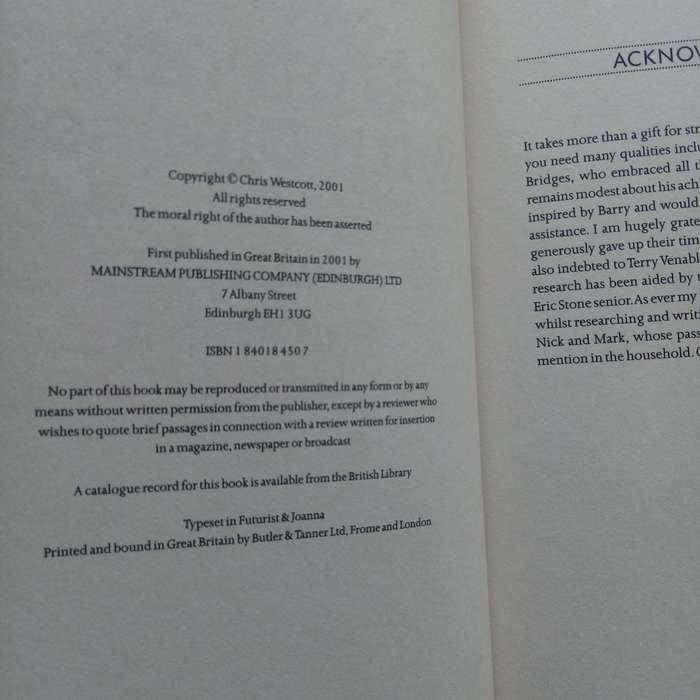 Copyright © Chris Westcott, 2001
All rights reserved
The moral right of the author has been asserted
First published in Great Britain in 2001 by
MAINSTREAM PUBLISHING COMPANY (EDINBURGH) LTD
7 Albany Street
Edinburgh EH1 3UG
ISBN 1 84018 450 7
No part of this book may be reproduced or transmitted in any form or by any
means without written permission from the publisher, except by a reviewer who
wishes to quote brief passages in connection with a review written for insertion
in a magazine, newspaper or broadcast
A catalogue record for this book is available from the British Library
Typeset in Futurist & Joanna
Printed and bound in Great Britain by Butler & Tanner Ltd, Frome and London
ACKNOW
It takes more than a gift for str
you need many qualities inclu
Bridges, who embraced all t
remains modest about his achi
inspired by Barry and would
assistance. I am hugely grate
generously gave up their tim
also indebted to Terry Venabl
research has been aided by
Eric Stone senior. As ever my
whilst researching and writi
Nick and Mark, whose pass
mention in the household.